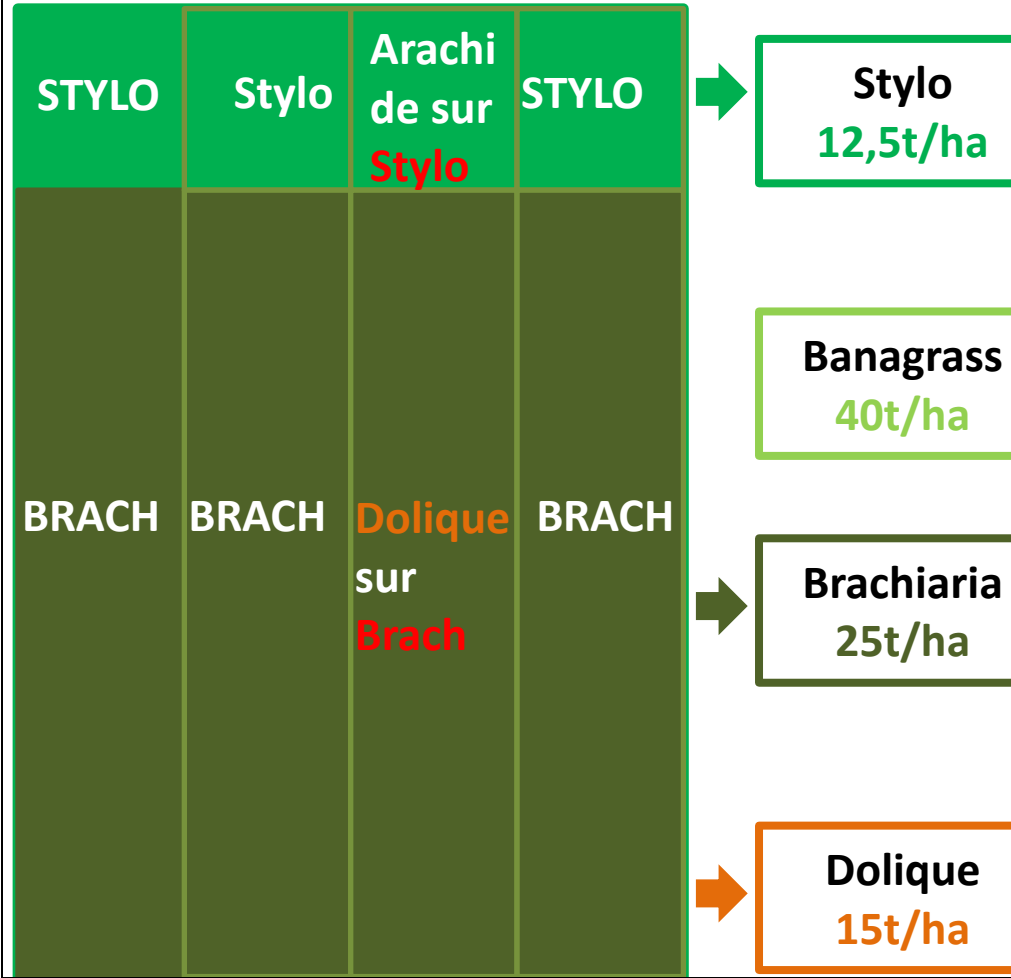 STYLO
Stylo
Arachi
de sur
Stylo
STYLO
Stylo
12,5t/ha
Banagrass
40t/ha
BRACH
BRACH
Dolique
sur
Brach
BRACH
Brachiaria
25t/ha
Dolique
15t/ha